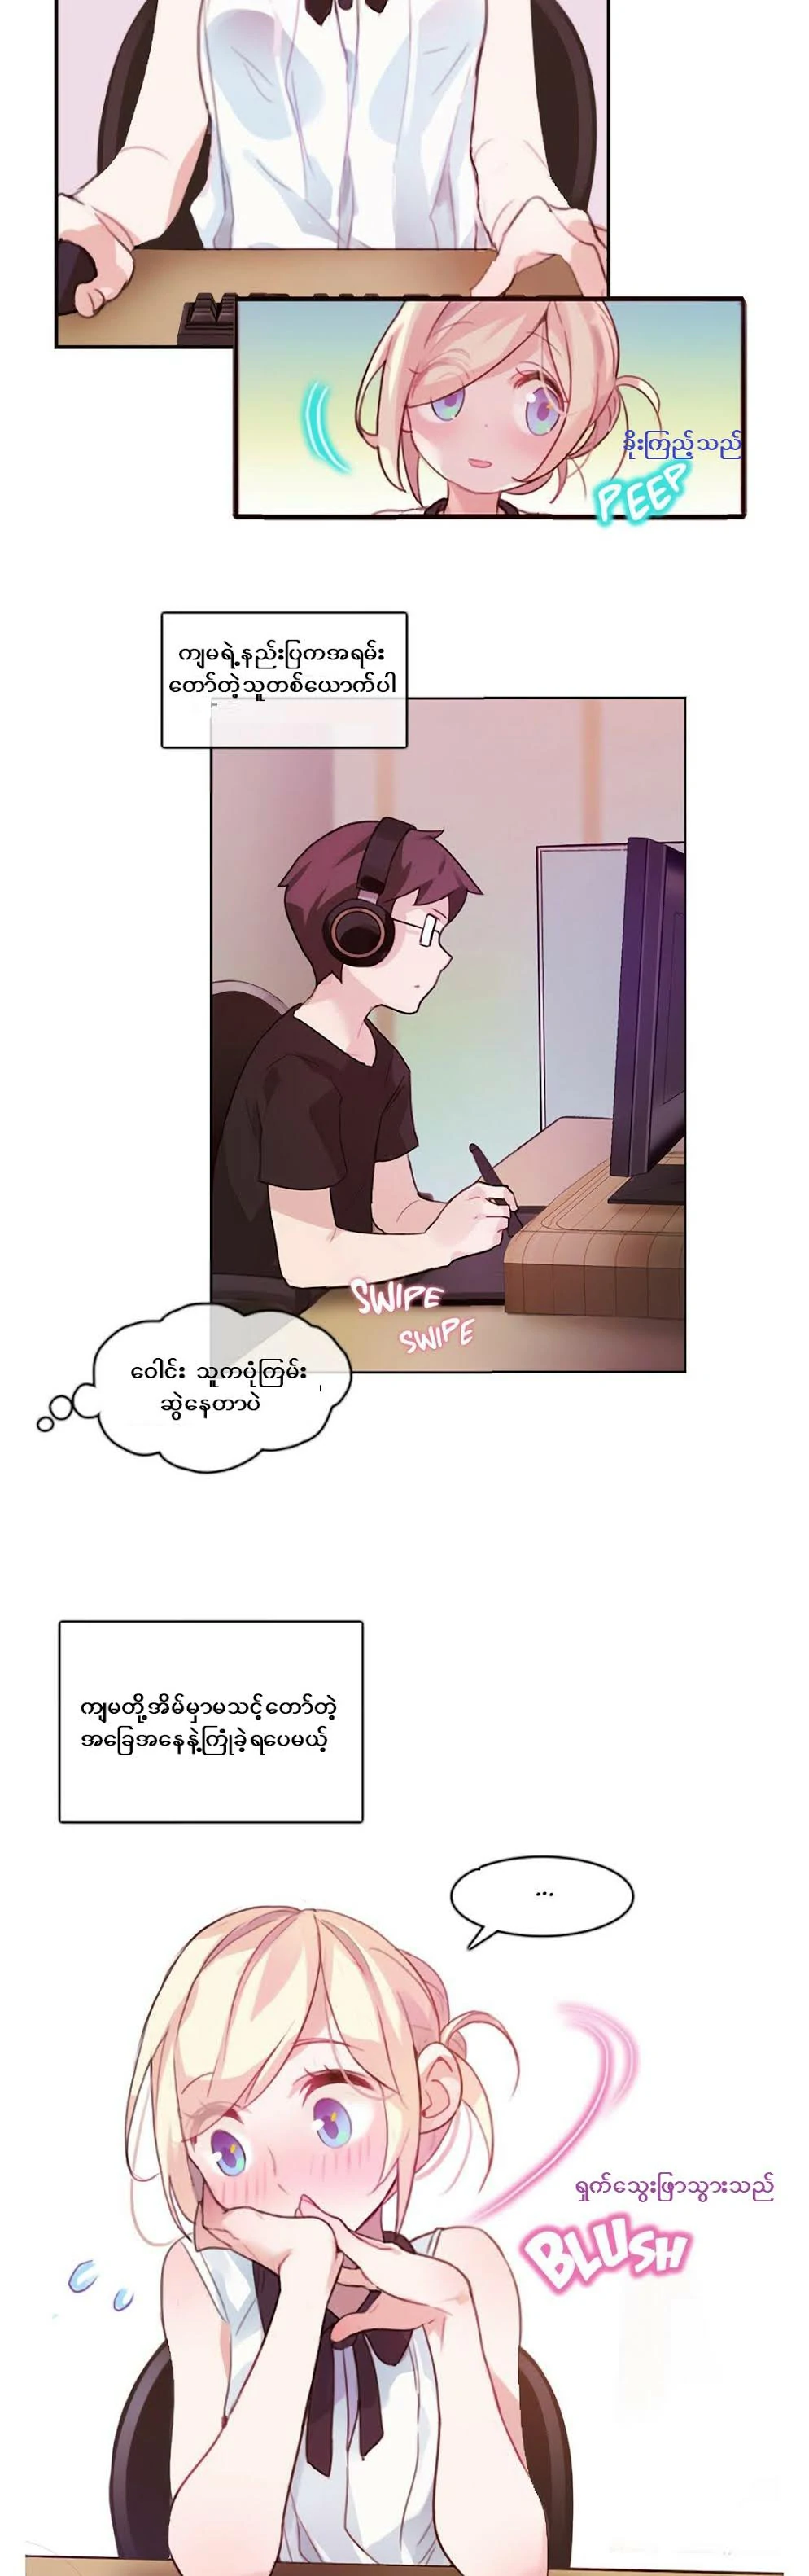 ခိုးကြည့်သည်
PEEP
ကျမရဲ့နည်းပြကအရမ်း
တော်တဲ့သူတစ်ယောက်ပါ
SWIPE
SWIPE
ဝေါင်း သူကပုံကြမ်း
ဆွဲနေတာပဲ
ကျမတို့အိမ်မှာမသင့်တော်တဲ့
အခြေအနေနဲ့ကြုံခဲ့ရပေမယ့်
...
ရှက်သွေးဖြာသွားသည်
BLUSH